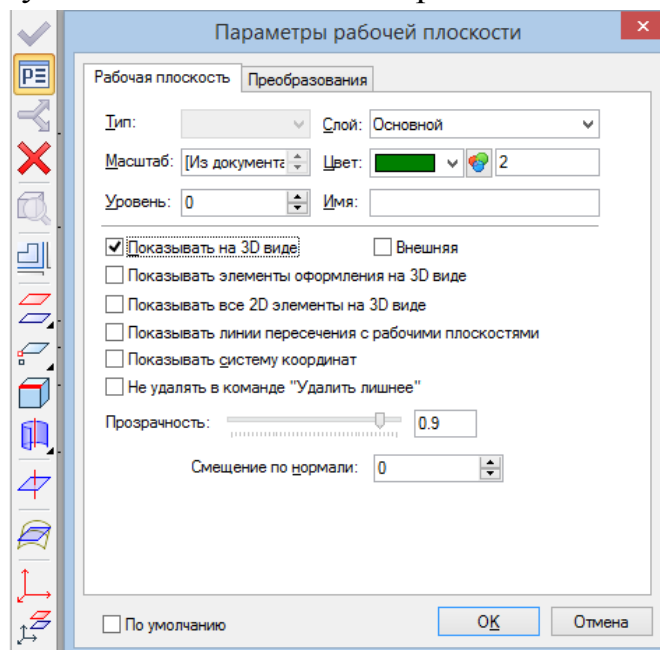 Параметры рабочей плоскости
Рабочая плоскость Преобразования
Тип: Слой: Основной
Масштаб: [Из документа Цвет: 2
Уровень: 0 Имя:
Показывать на 3D виде Внешняя
Показывать элементы оформления на 3D виде
Показывать все 2D элементы на 3D виде
Показывать линии пересечения с рабочими плоскостями
Показывать систему координат
Не удалять в команде "Удалить лишнее"
Прозрачность: 0.9
Смещение по нормали: 0
По умолчанию OK Отмена